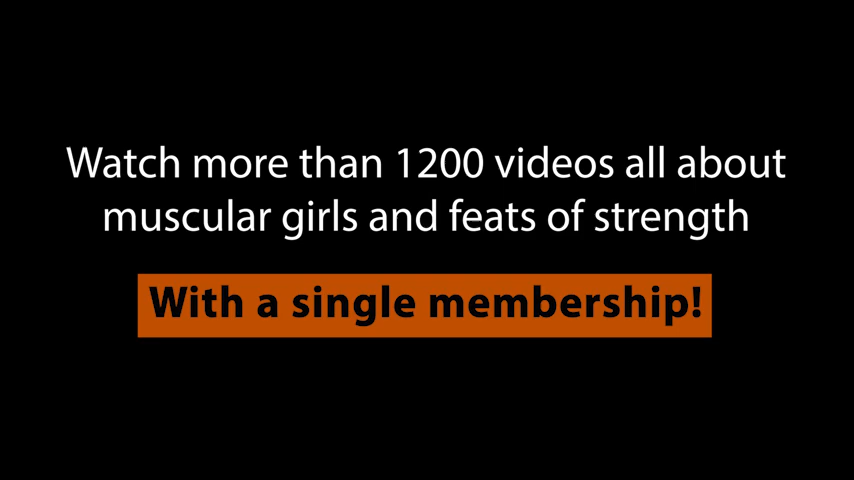 Watch more than 1200 videos all about
muscular girls and feats of strength
With a single membership!